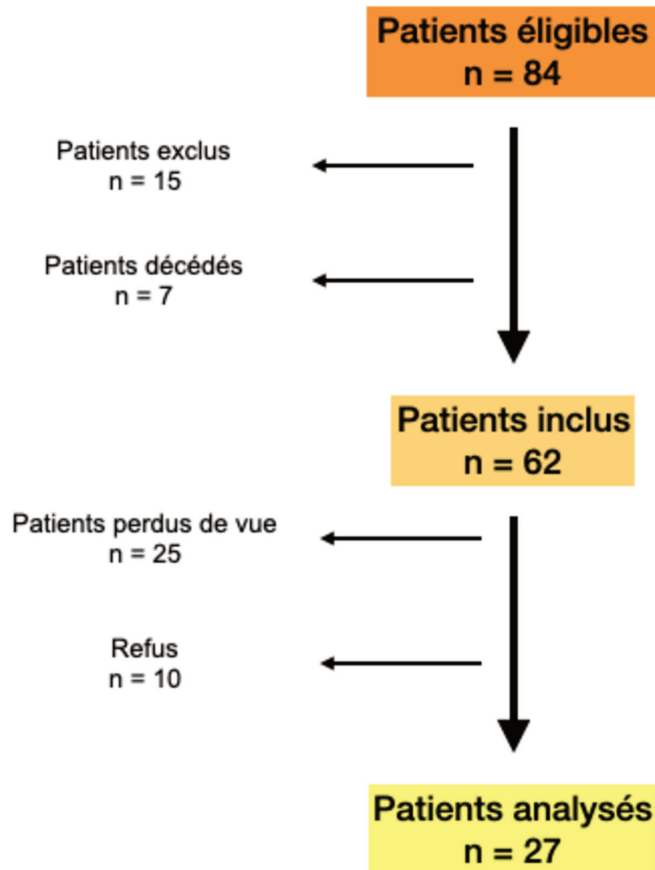 Patients éligibles
n = 84
Patients exclus
n = 15
Patients décédés
n = 7
Patients inclus
n = 62
Patients perdus de vue
n = 25
Refus
n = 10
Patients analysés
n = 27